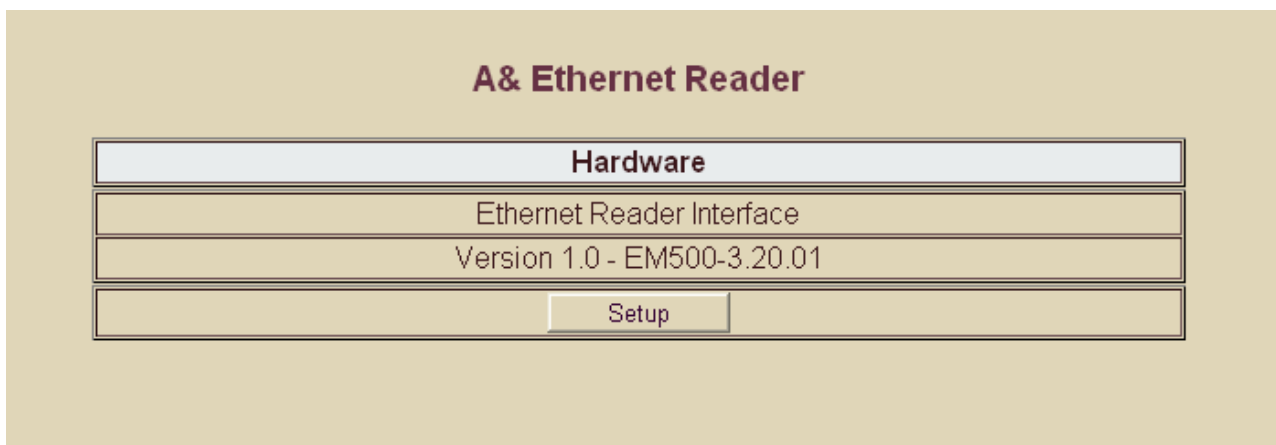 A& Ethernet Reader
Hardware
Ethernet Reader Interface
Version 1.0 - EM500-3.20.01
Setup